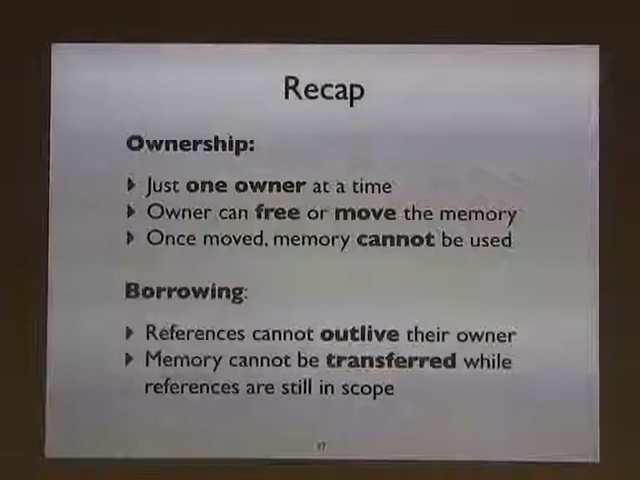 Recap
Ownership:
Just one owner at a time
Owner can free or move the memory
Once moved, memory cannot be used
Borrowing:
References cannot outlive their owner
Memory cannot be transferred while
references are still in scope